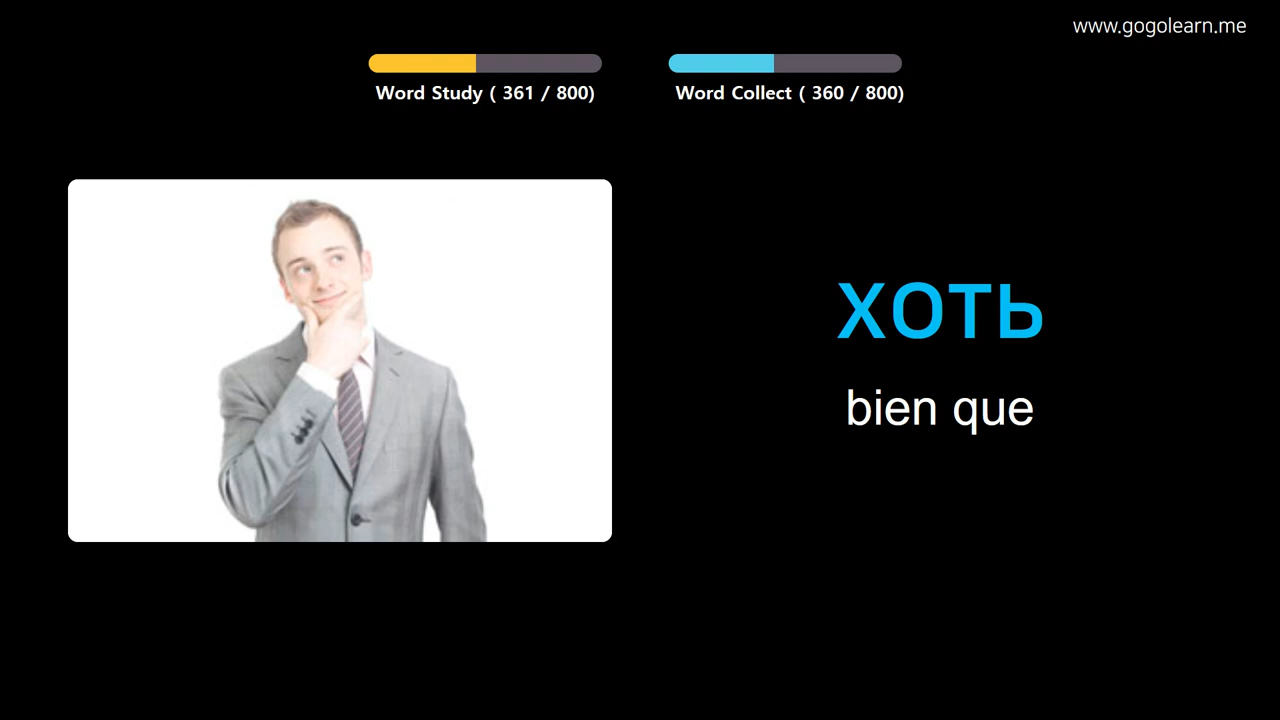 www.gogolearn.me
Word Study ( 361 / 800)
Word Collect ( 360 / 800)
хоть
bien que